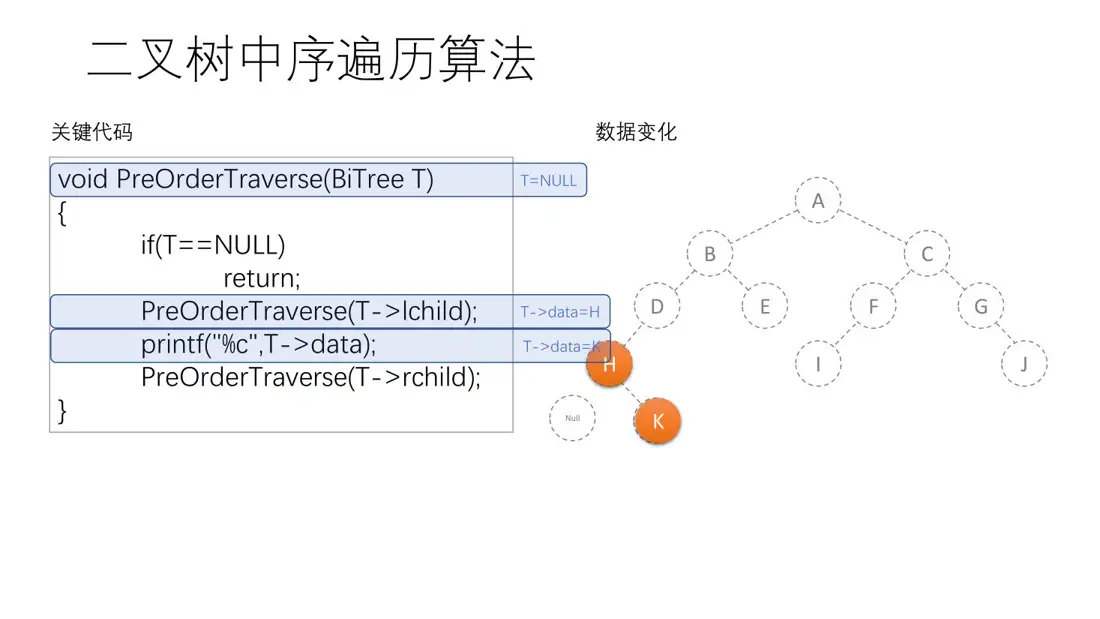 二叉树中序遍历算法
关键代码
数据变化
void PreOrderTraverse(BiTree T)
T=NULL
{
if(T==NULL)
return;
PreOrderTraverse(T->lchild);
T->data=H
printf("%c",T->data);
T->data=K
PreOrderTraverse(T->rchild);
}
A
B
C
D
E
F
G
H
I
J
Null
K